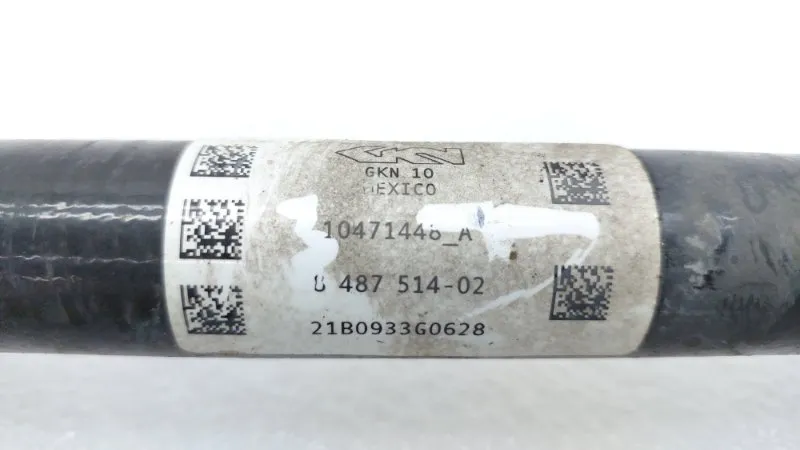 GKN
GKN 10
MEXICO
10471448_A
8 487 514-02
21B0933G0628